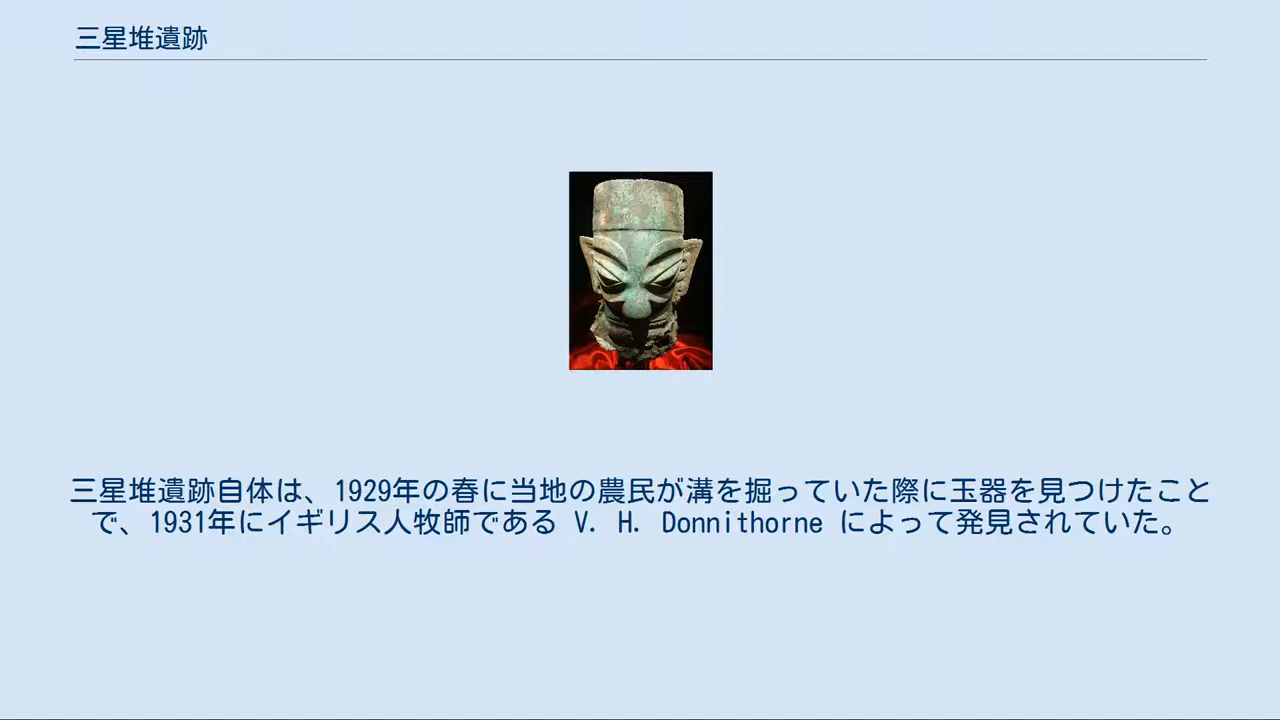 三星堆遺跡
三星堆遺跡自体は、1929年の春に当地の農民が溝を掘っていた際に玉器を見つけたこと
で、1931年にイギリス人牧師である V. H. Donnithorne によって発見されていた。